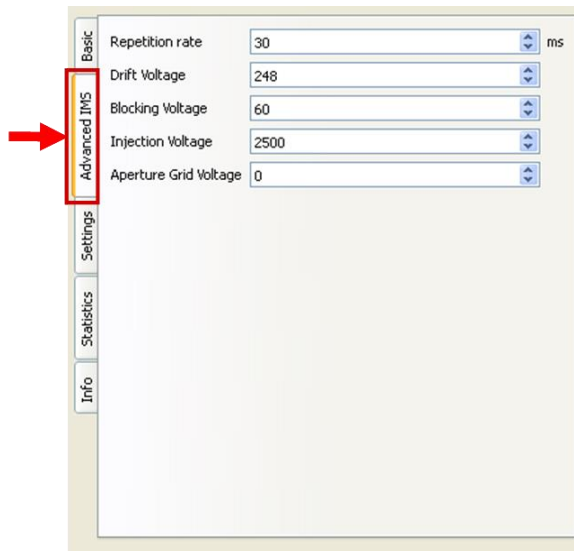 Basic
Advanced IMS
Settings
Statistics
Info
Repetition rate 30 ms
Drift Voltage 248
Blocking Voltage 60
Injection Voltage 2500
Aperture Grid Voltage 0